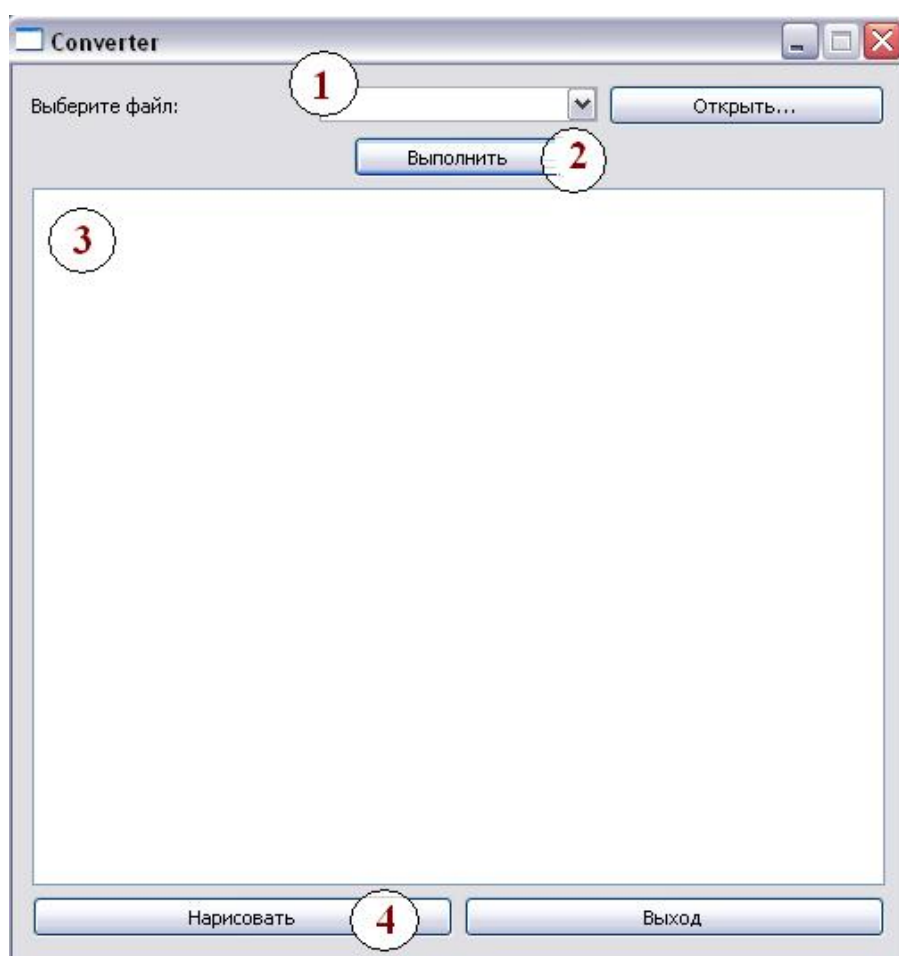 Converter
Выберите файл: 1 Открыть...
Выполнить 2
3
Нарисовать 4 Выход